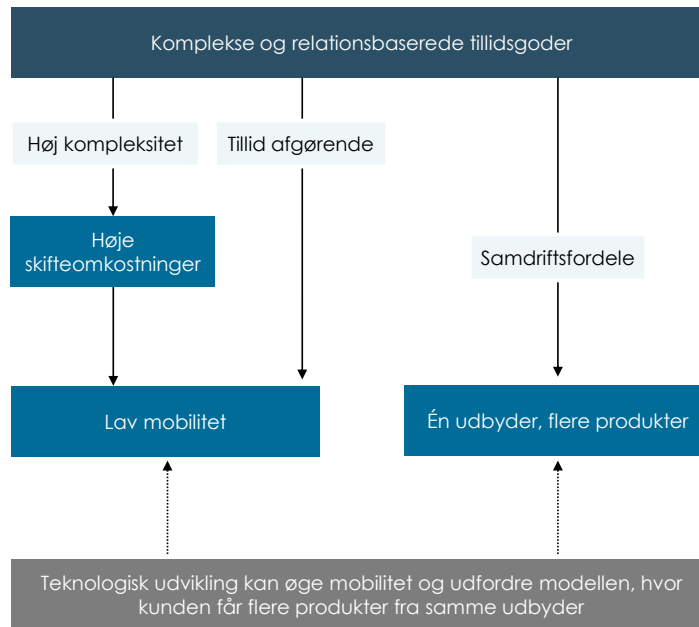 Komplekse og relationsbaserede tillidsgoder
Høj kompleksitet
Tillid afgørende
Høje
skifteomkostninger
Samdriftsfordele
Lav mobilitet
Én udbyder, flere produkter
Teknologisk udvikling kan øge mobilitet og udfordre modellen, hvor
kunden får flere produkter fra samme udbyder